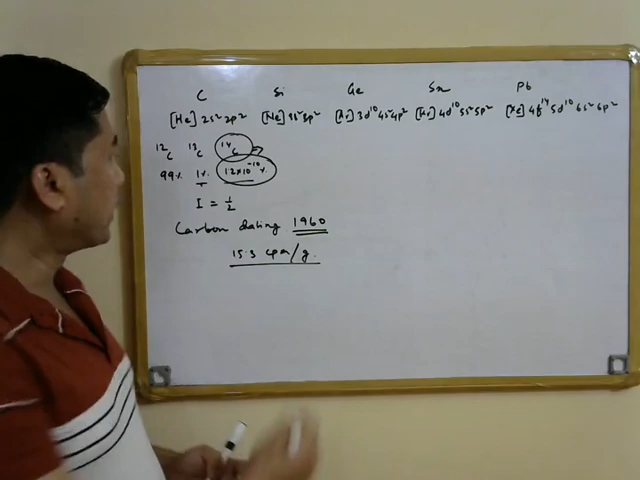 C Si Ge Sn Pb
[He] 2s² 2p² [Ne] 3s² 3p² [Ar] 3d¹⁰ 4s² 4p² [Kr] 4d¹⁰ 5s² 5p² [Xe] 4f¹⁴ 5d¹⁰ 6s² 6p²
¹²C ¹³C ¹⁴C
99% 1% 12×10⁻¹⁰%
I = ½
Carbon dating 1960
15.3 cpm/g.